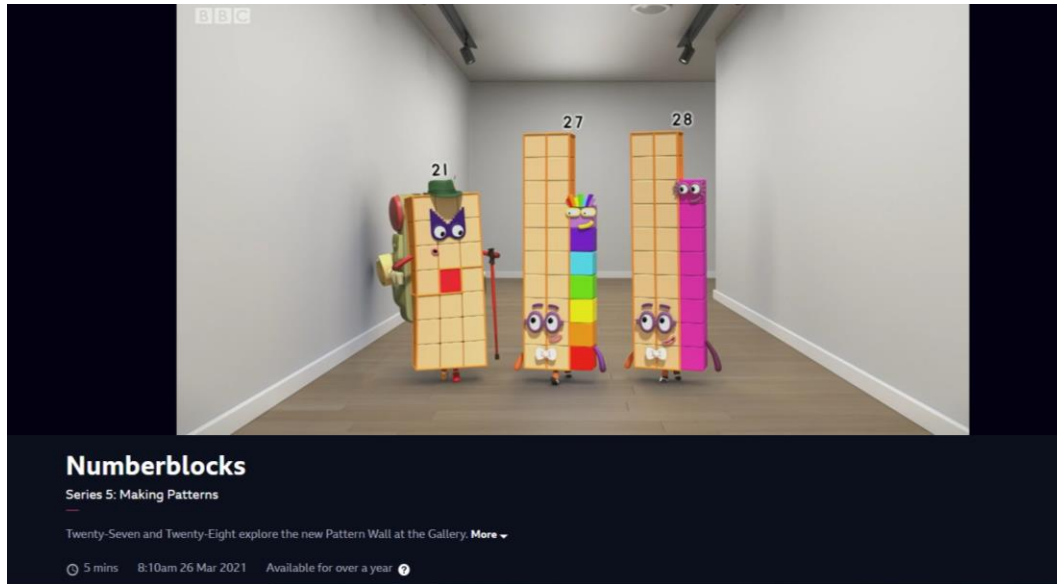 BBC
27
28
21
Numberblocks
Series 5: Making Patterns
Twenty-Seven and Twenty-Eight explore the new Pattern Wall at the Gallery. More
5 mins 8:10am 26 Mar 2021 Available for over a year ?